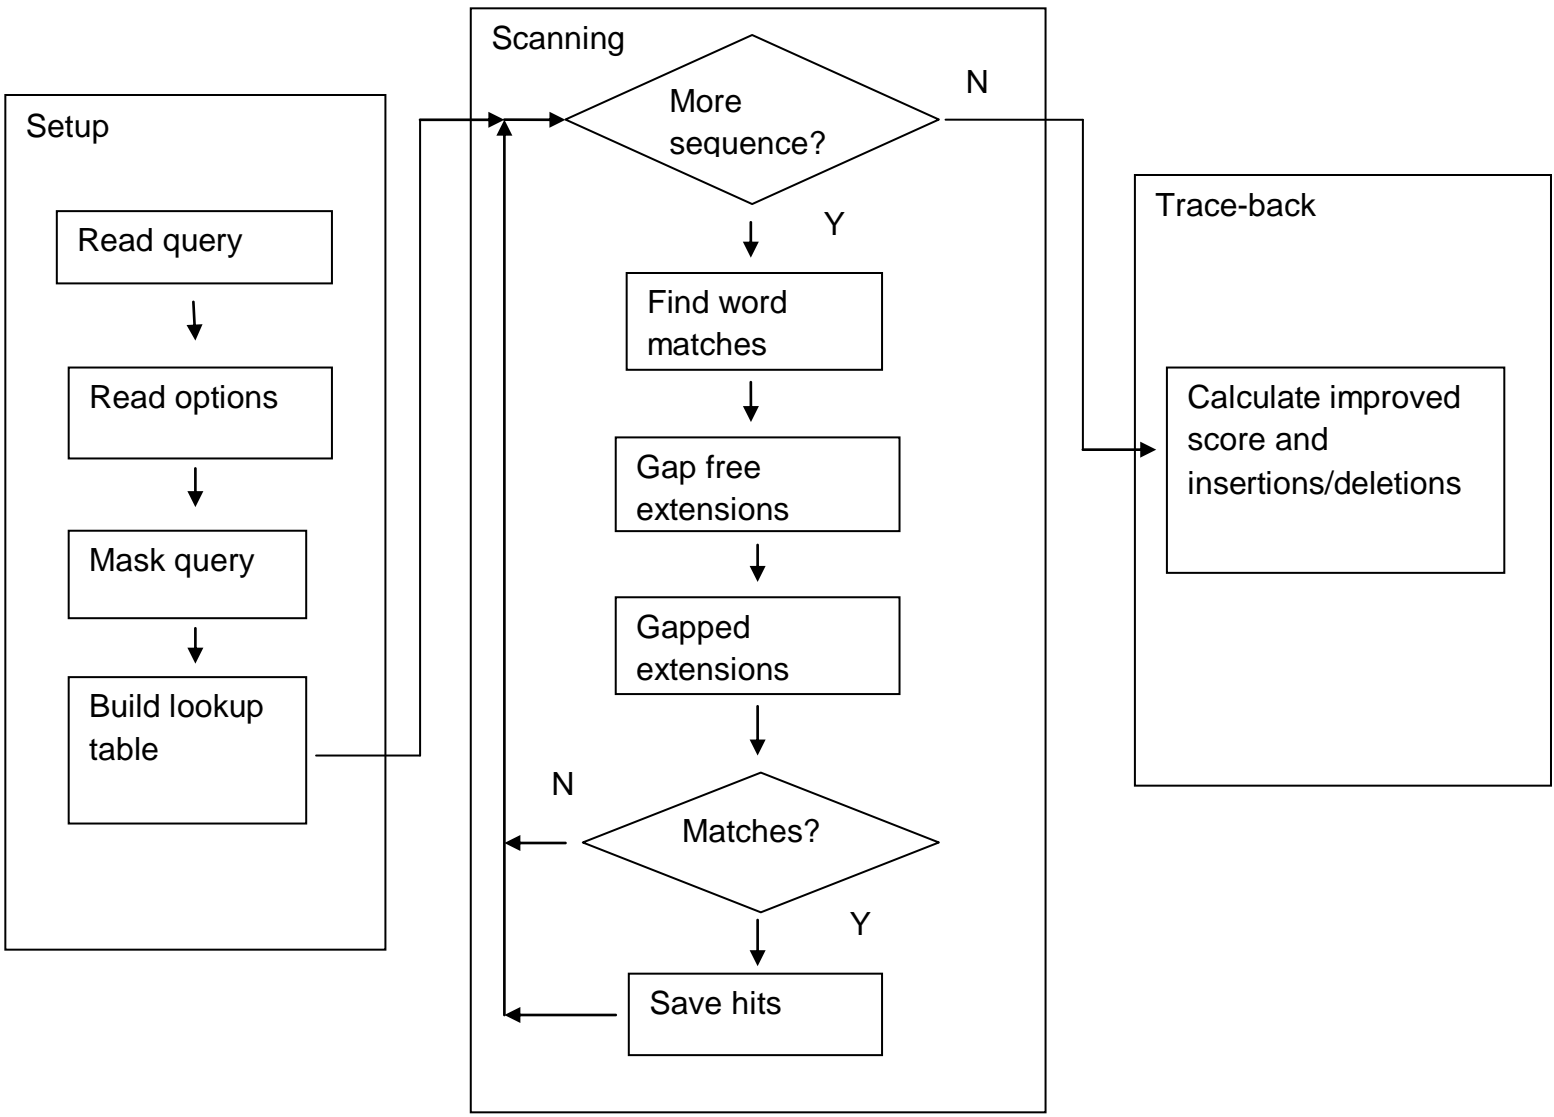 Setup
Read query
Read options
Mask query
Build lookup
table
Scanning
More
sequence?
N
Y
Find word
matches
Gap free
extensions
Gapped
extensions
N
Matches?
Y
Save hits
Trace-back
Calculate improved
score and
insertions/deletions